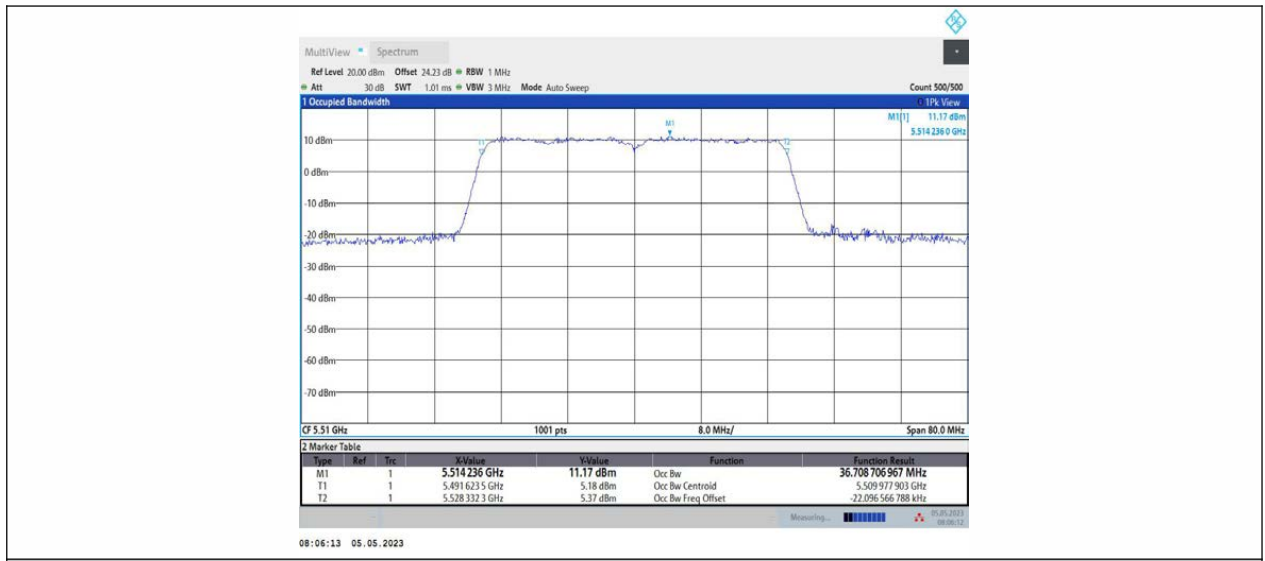 MultiView Spectrum
Ref Level 20.00 dBm Offset 24.23 dB RBW 1 MHz
Att 30 dB SWT 1.01 ms VBW 3 MHz Mode Auto Sweep Count 500/500
1 Occupied Bandwidth 1Pk View
M1[1] 11.17 dBm
5.514 236 0 GHz
M1
10 dBm
T1 T2
0 dBm
-10 dBm
-20 dBm
-30 dBm
-40 dBm
-50 dBm
-60 dBm
-70 dBm
CF 5.51 GHz 1001 pts 8.0 MHz/ Span 80.0 MHz
2 Marker Table
Type Ref Trc X-Value Y-Value Function Function Result
M1 1 5.514 236 GHz 11.17 dBm Occ Bw 36.708 706 967 MHz
T1 1 5.491 623 5 GHz 5.18 dBm Occ Bw Centroid 5.509 977 903 GHz
T2 1 5.528 332 3 GHz 5.37 dBm Occ Bw Freq Offset -22.096 566 788 kHz
Measuring... 05.05.2023
08:06:12
08:06:13 05.05.2023